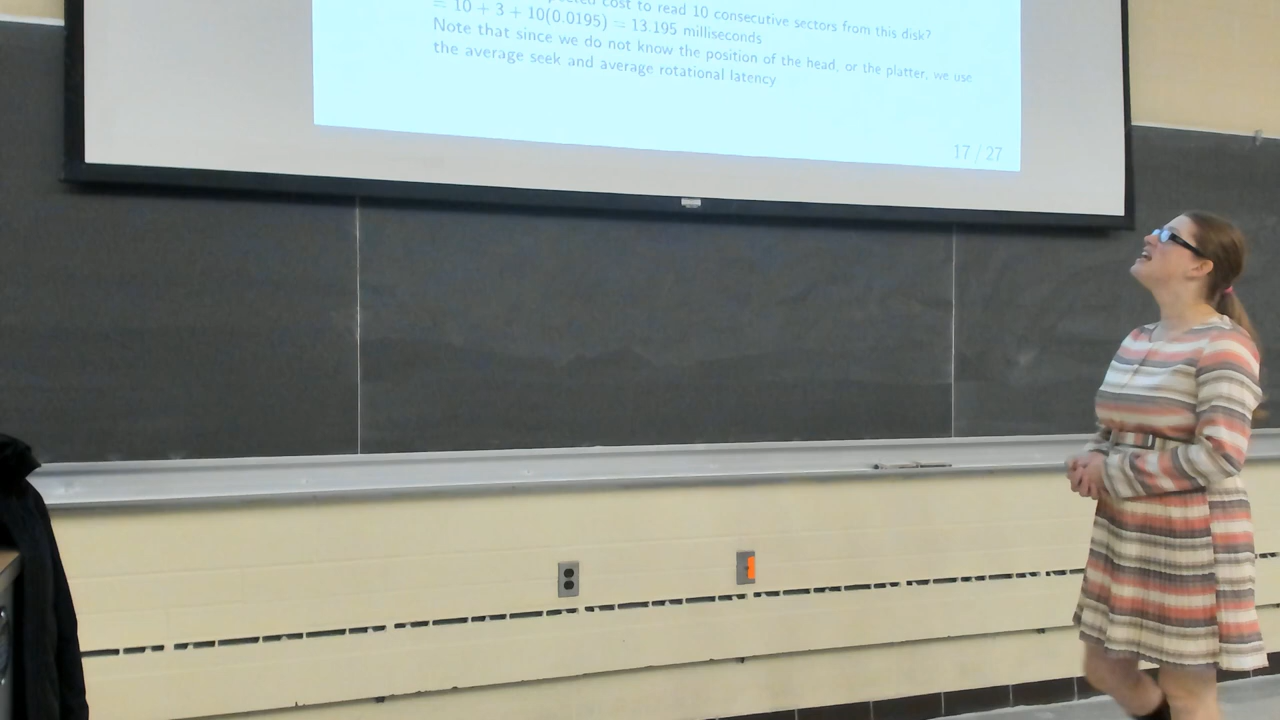 cost to read 10 consecutive sectors from this disk?
= 10 + 3 + 10(0.0195) = 13.195 milliseconds
Note that since we do not know the position of the head, or the platter, we use
the average seek and average rotational latency
17 / 27